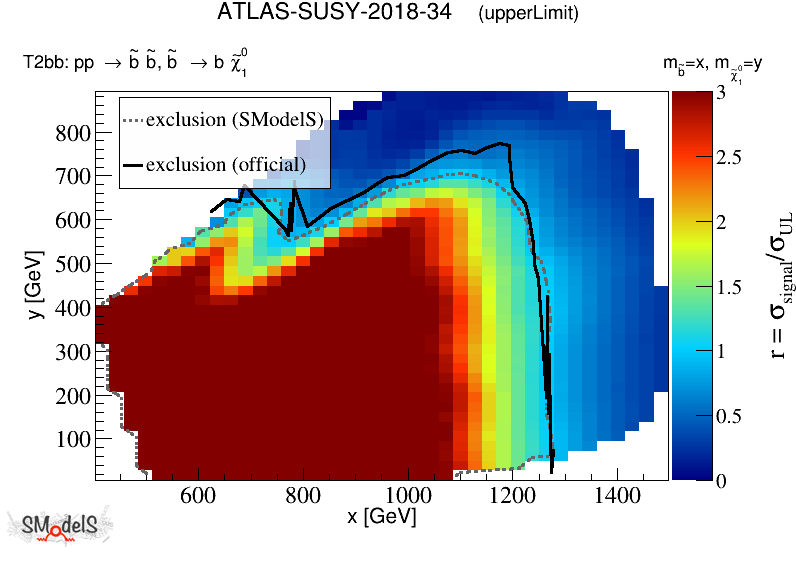 ATLAS-SUSY-2018-34 (upperLimit)
T2bb: pp → b̃ b̃, b̃ → b χ̃₁⁰
m_b̃=x, m_χ̃₁⁰=y
exclusion (SModelS)
exclusion (official)
800
700
600
500
400
300
200
100
y [GeV]
600 800 1000 1200 1400
x [GeV]
3
2.5
2
1.5
1
0.5
0
r = σ_signal/σ_UL
SModelS